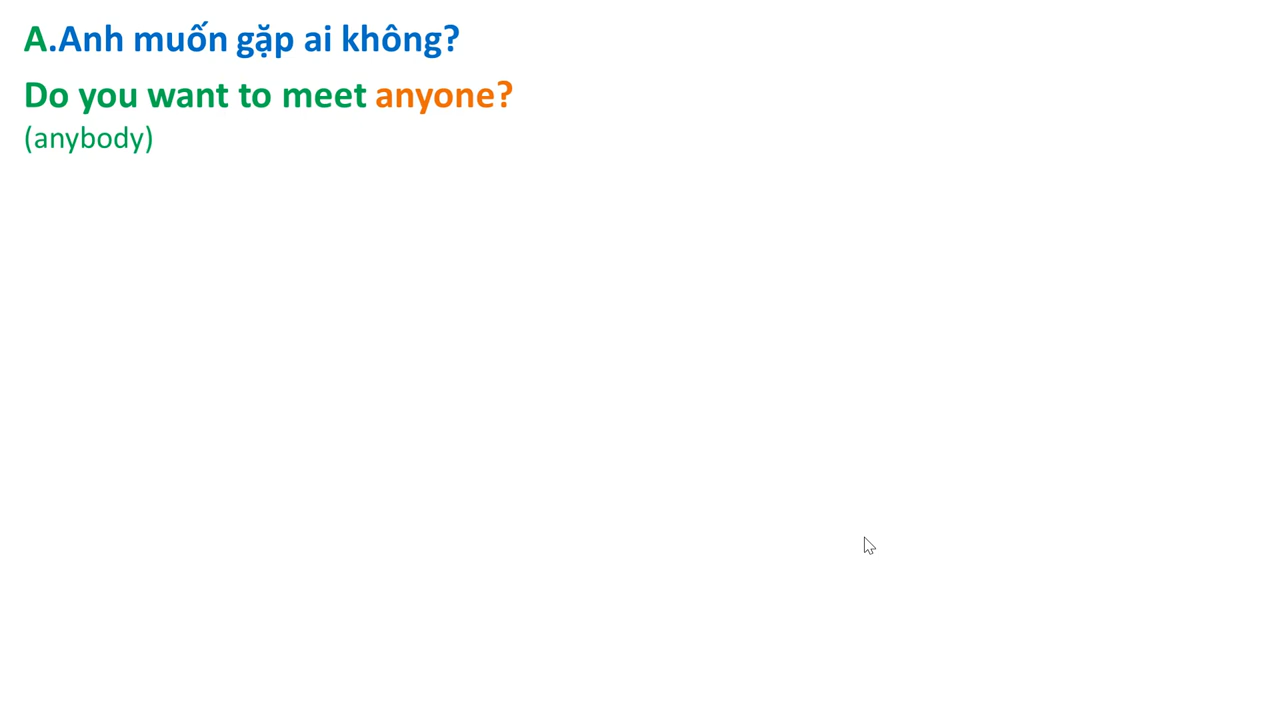 A.Anh muốn gặp ai không?
Do you want to meet anyone?
(anybody)